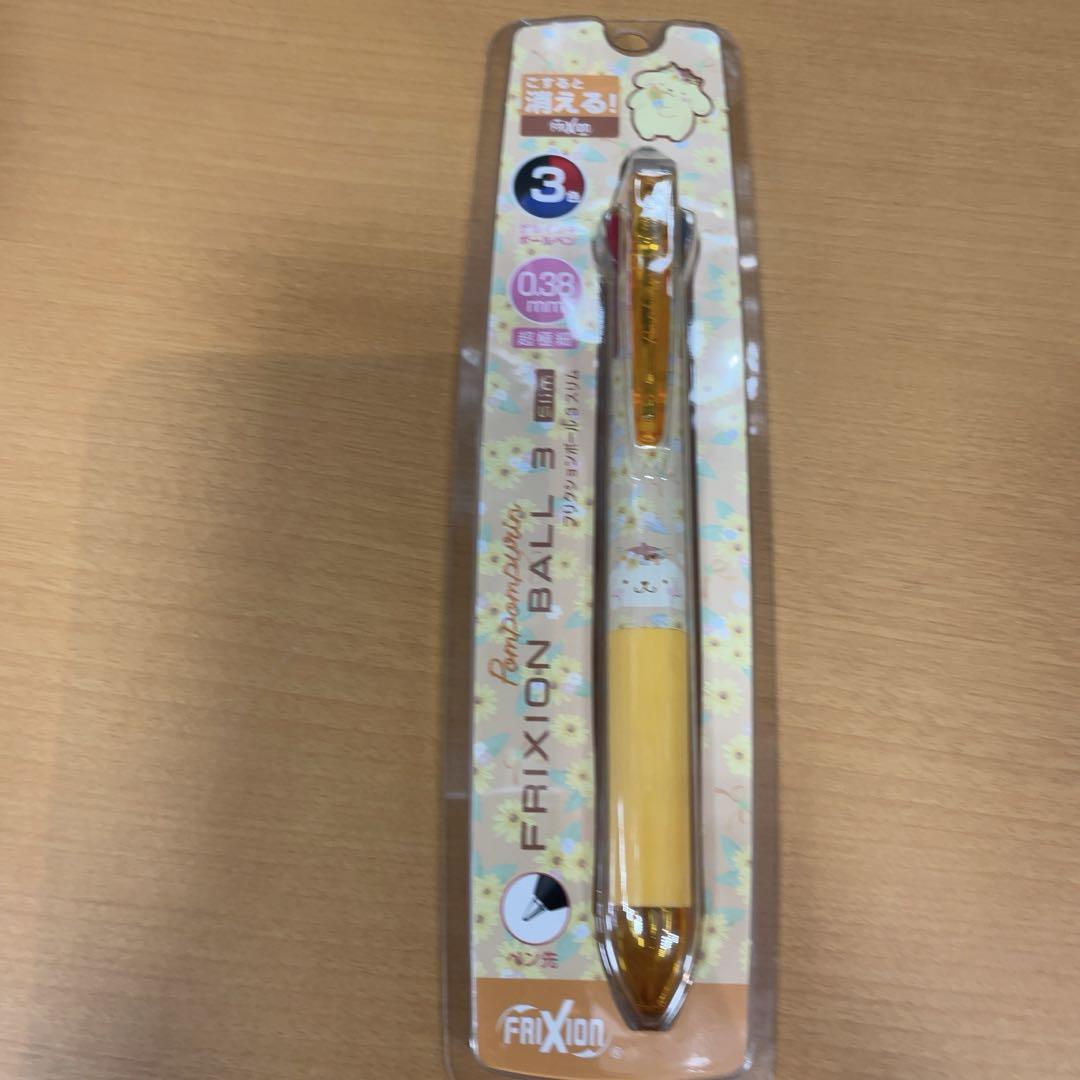 こすると
消える!
FRIXION
3色
ボールペン
0.38
mm
超極細
Pompompurin
FRIXION BALL 3 Slim
フリクションボール3スリム
ペン先
FRIXION